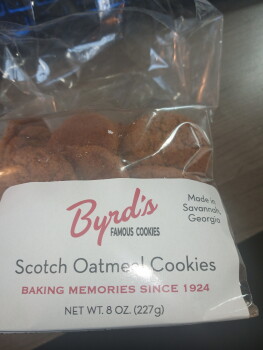 Byrd's
FAMOUS COOKIES
Made in
Savannah,
Georgia
Scotch Oatmeal Cookies
BAKING MEMORIES SINCE 1924
NET WT. 8 OZ. (227g)